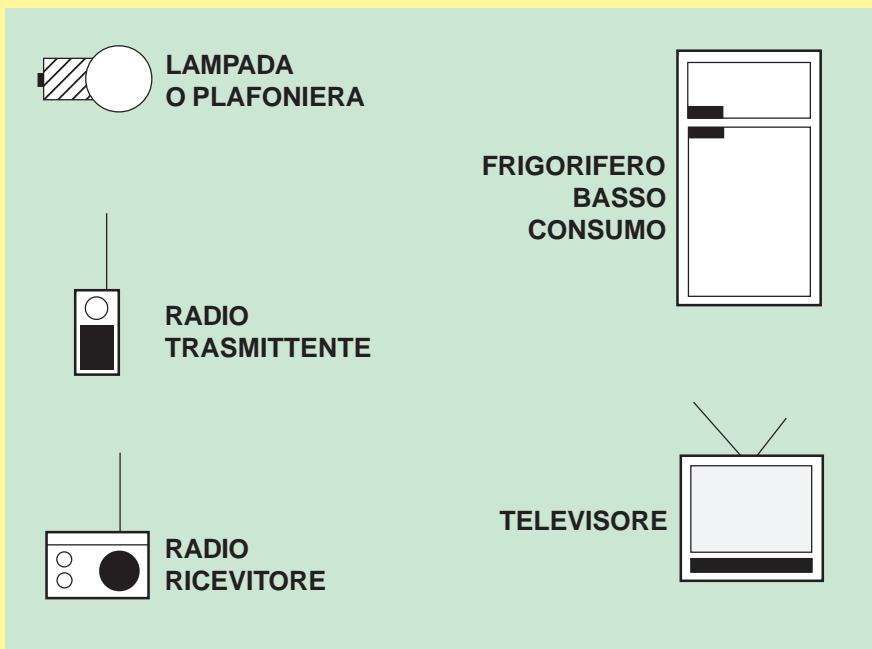 LAMPADA
O PLAFONIERA
RADIO
TRASMITTENTE
RADIO
RICEVITORE
FRIGORIFERO
BASSO
CONSUMO
TELEVISORE